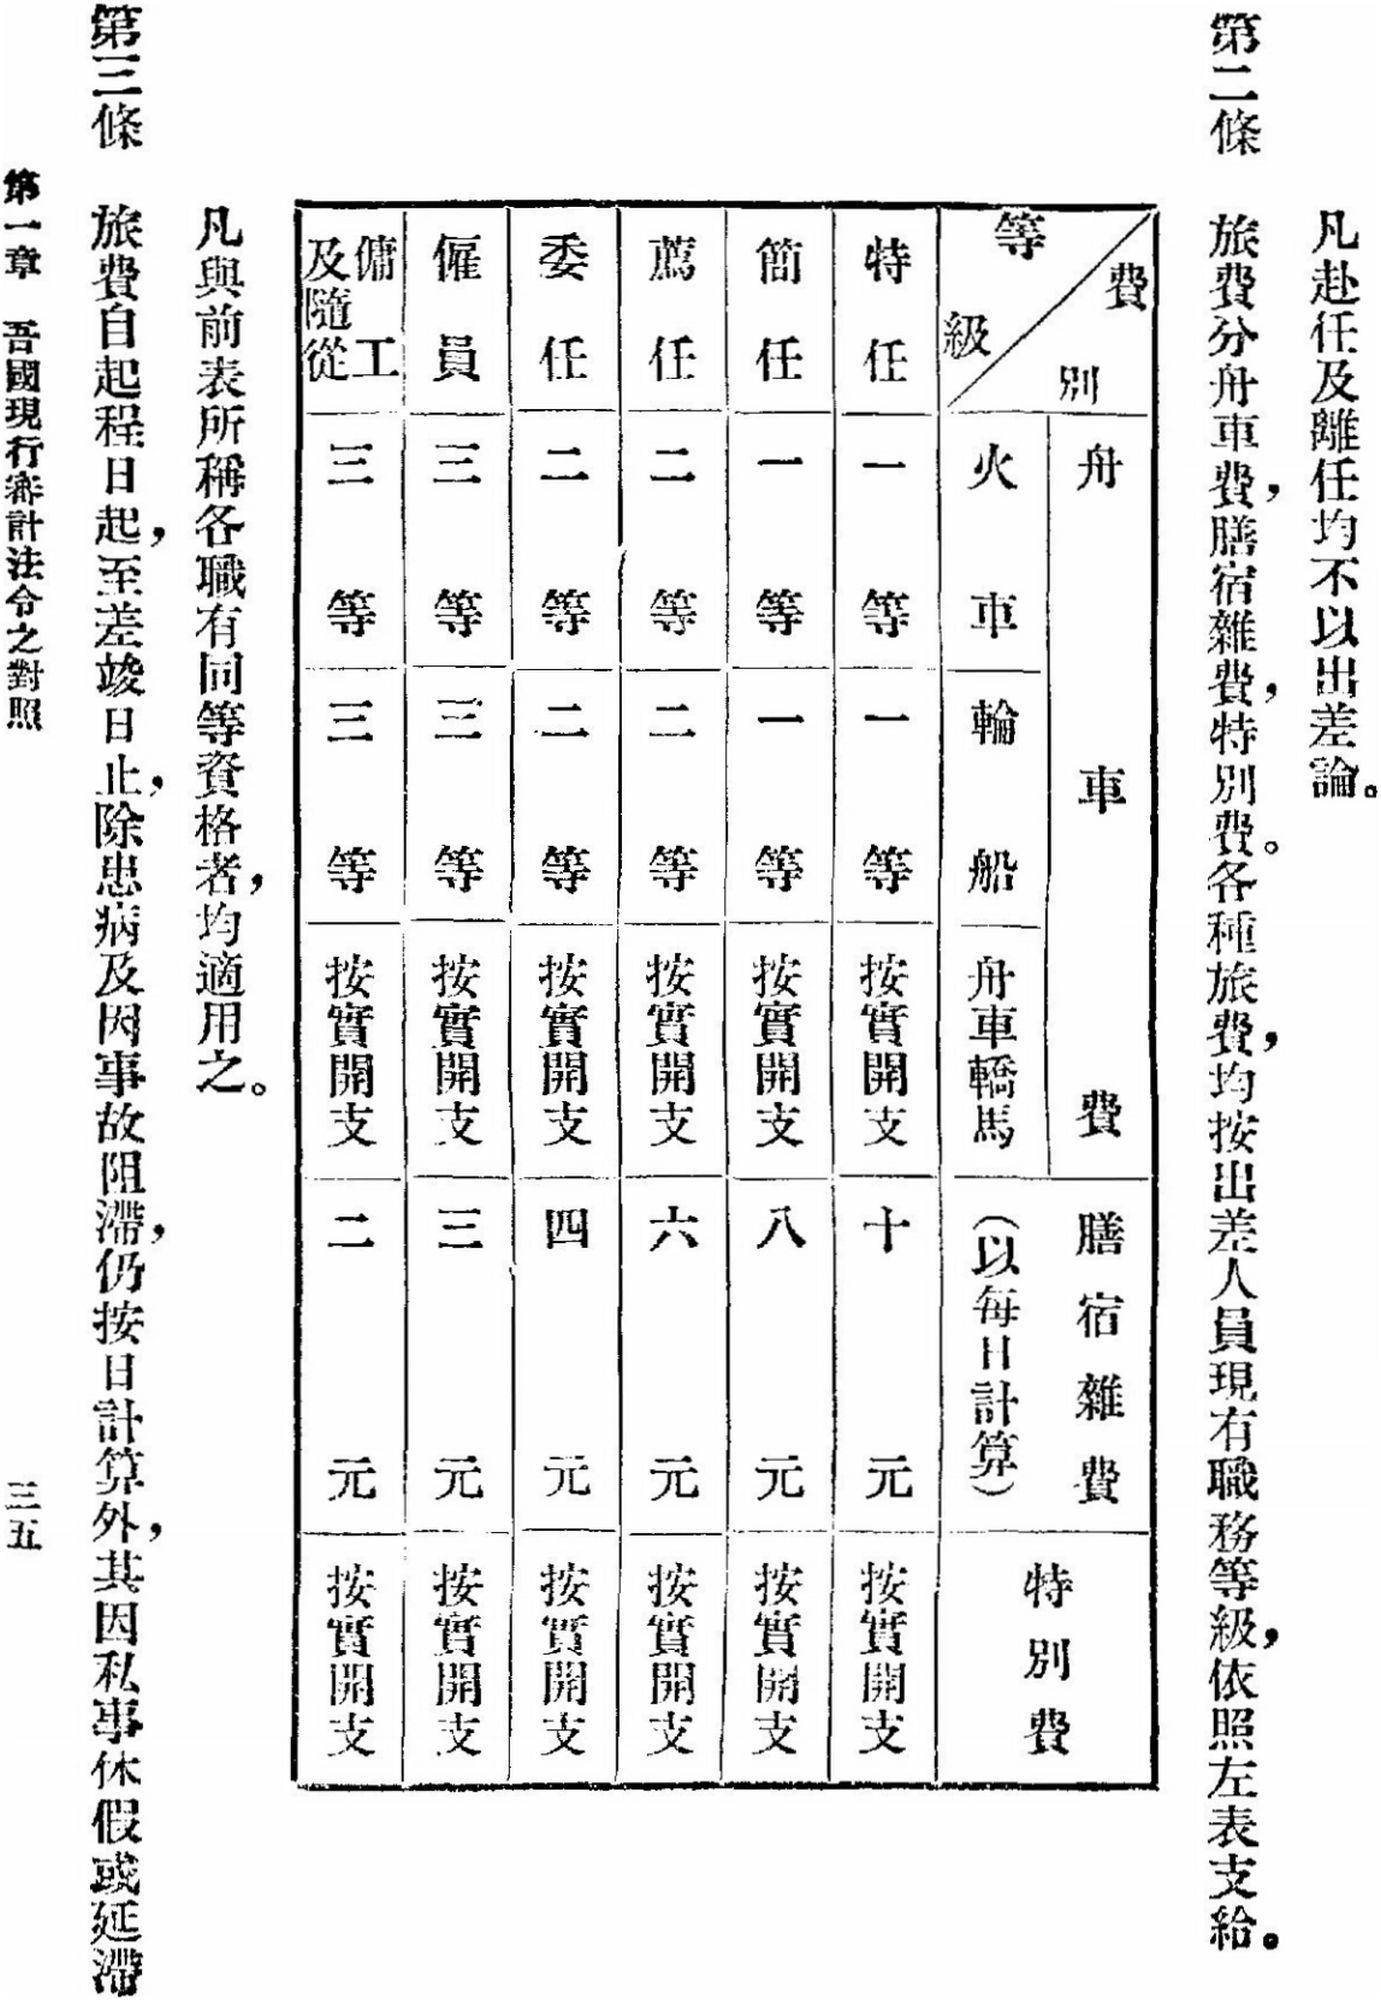 凡赴任及離任均不以出差論。
第二條　旅費分舟車費，膳宿雜費，特別費。各種旅費，均按出差人員現有職務等級，依照左表支給。
費別
等級
舟車費
火車
輪船
舟車轎馬
膳宿雜費
（以每日計算）
特別費
特任　一等　一等　按實開支　十元　按實開支
簡任　一等　一等　按實開支　八元　按實開支
薦任　二等　二等　按實開支　六元　按實開支
委任　二等　二等　按實開支　四元　按實開支
僱員　三等　三等　按實開支　三元　按實開支
傭工及隨從　三等　三等　按實開支　二元　按實開支
凡與前表所稱各職有同等資格者，均適用之。
第三條　旅費自起程日起，至差竣日止，除患病及因事故阻滯，仍按日計算外，其因私事休假或延滯
第一章　吾國現行審計法令之對照
三五